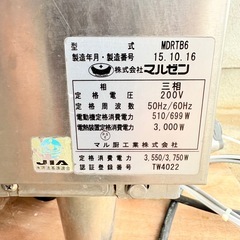 型式 MDRTB6
製造年月・製造番号 15.10.16
株式会社マルゼン
相 三相
定格電圧 200V
定格周波数 50Hz/60Hz
電動機定格消費電力 510/699W
電熱装置定格消費電力 3,000W
マル厨工業株式会社
定格消費電力 3,550/3,750W
認証登録番号 TW4022
JIA